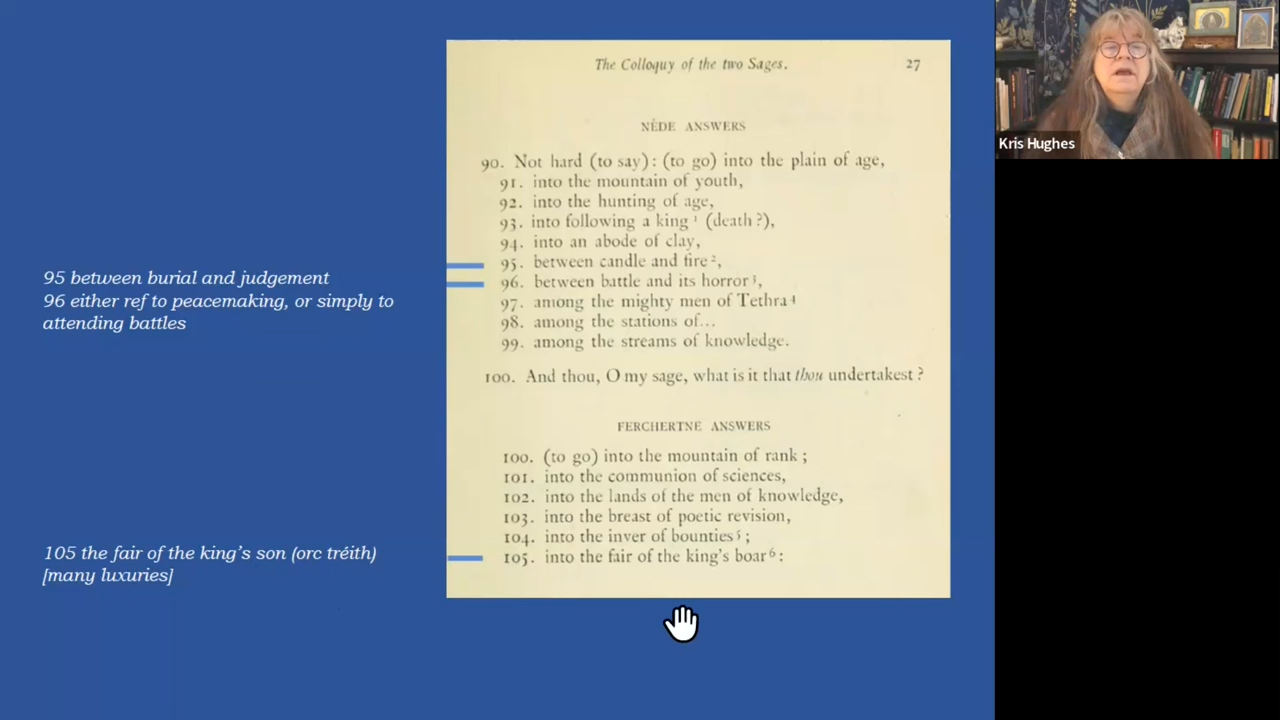 The Colloquy of the two Sages. 27
NÉDE ANSWERS
90. Not hard (to say): (to go) into the plain of age,
91. into the mountain of youth,
92. into the hunting of age,
93. into following a king¹ (death?),
94. into an abode of clay,
95. between candle and fire²,
96. between battle and its horror³,
97. among the mighty men of Tethra⁴
98. among the stations of...
99. among the streams of knowledge.
100. And thou, O my sage, what is it that thou undertakest?
FERCHERTNE ANSWERS
100. (to go) into the mountain of rank;
101. into the communion of sciences,
102. into the lands of the men of knowledge,
103. into the breast of poetic revision,
104. into the inver of bounties⁵;
105. into the fair of the king's boar⁶:
95 between burial and judgement
96 either ref to peacemaking, or simply to
attending battles
105 the fair of the king's son (orc tréith)
[many luxuries]
Kris Hughes